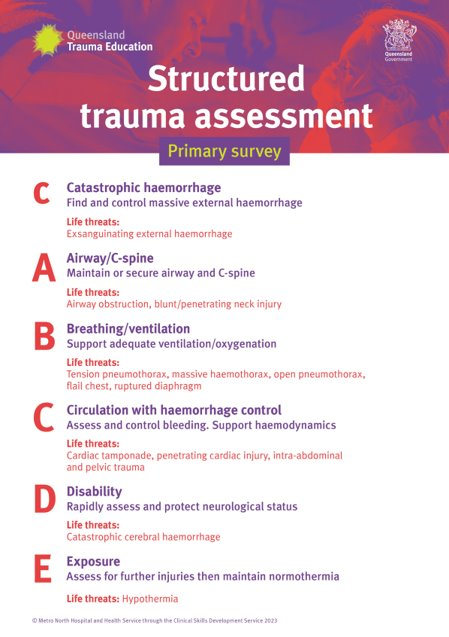 Queensland
Trauma Education
Queensland
Government
Structured
trauma assessment
Primary survey
C
Catastrophic haemorrhage
Find and control massive external haemorrhage
Life threats:
Exsanguinating external haemorrhage
A
Airway/C-spine
Maintain or secure airway and C-spine
Life threats:
Airway obstruction, blunt/penetrating neck injury
B
Breathing/ventilation
Support adequate ventilation/oxygenation
Life threats:
Tension pneumothorax, massive haemothorax, open pneumothorax,
flail chest, ruptured diaphragm
C
Circulation with haemorrhage control
Assess and control bleeding. Support haemodynamics
Life threats:
Cardiac tamponade, penetrating cardiac injury, intra-abdominal
and pelvic trauma
D
Disability
Rapidly assess and protect neurological status
Life threats:
Catastrophic cerebral haemorrhage
E
Exposure
Assess for further injuries then maintain normothermia
Life threats: Hypothermia
© Metro North Hospital and Health Service through the Clinical Skills Development Service 2023